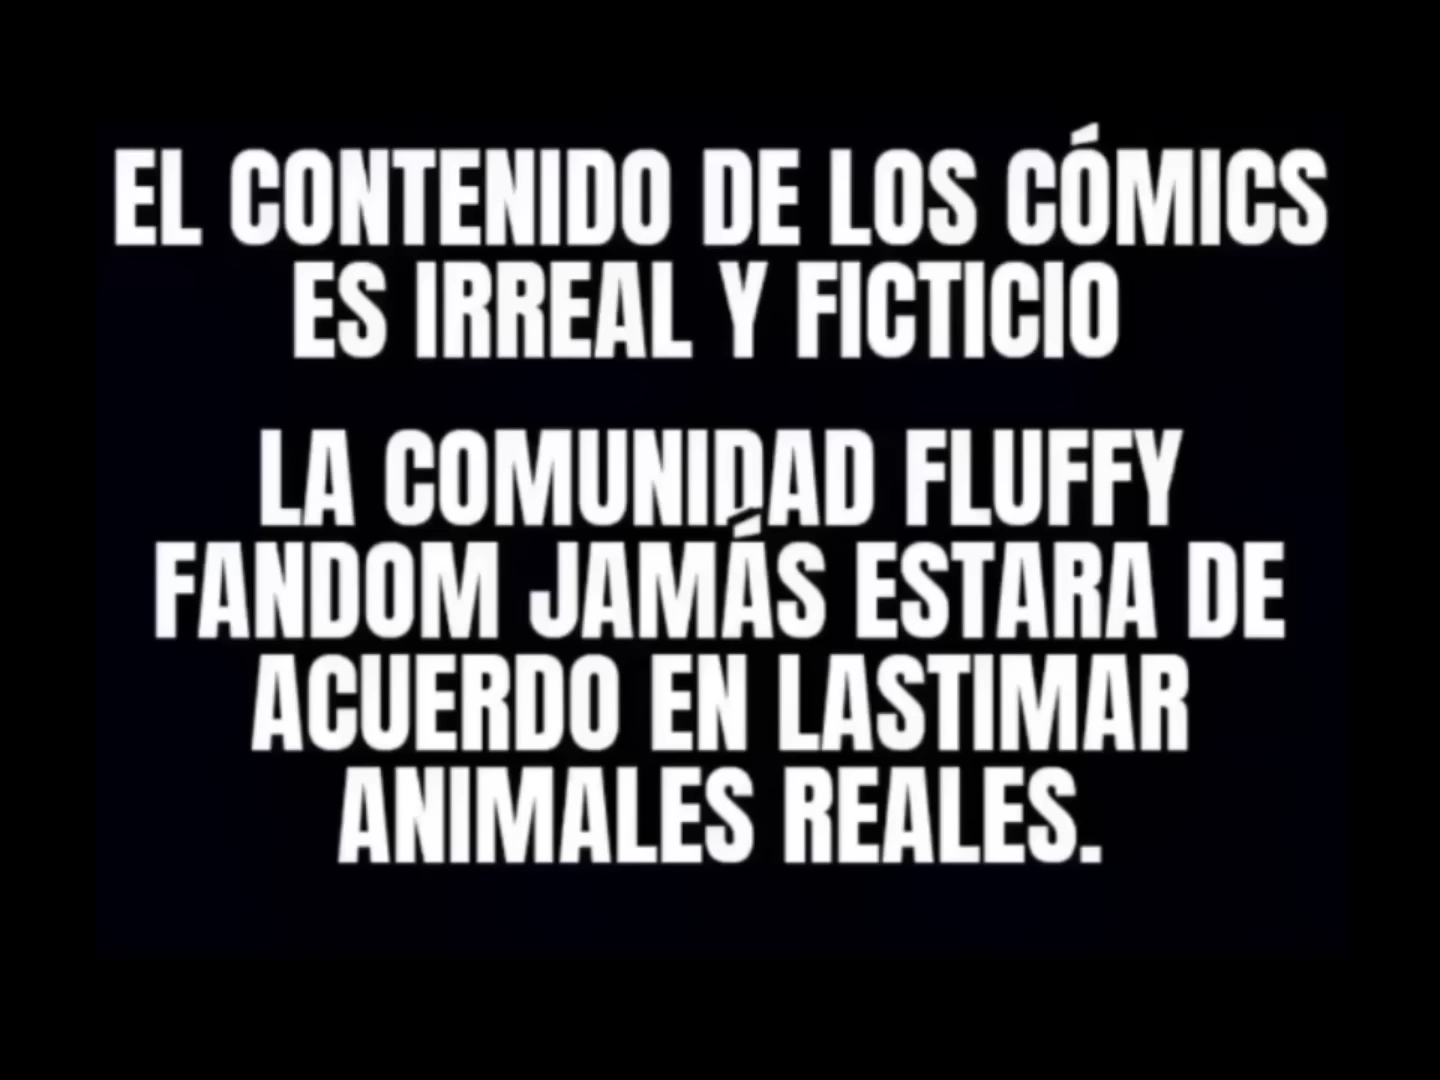 EL CONTENIDO DE LOS CÓMICS
ES IRREAL Y FICTICIO
LA COMUNIDAD FLUFFY
FANDOM JAMÁS ESTARA DE
ACUERDO EN LASTIMAR
ANIMALES REALES.